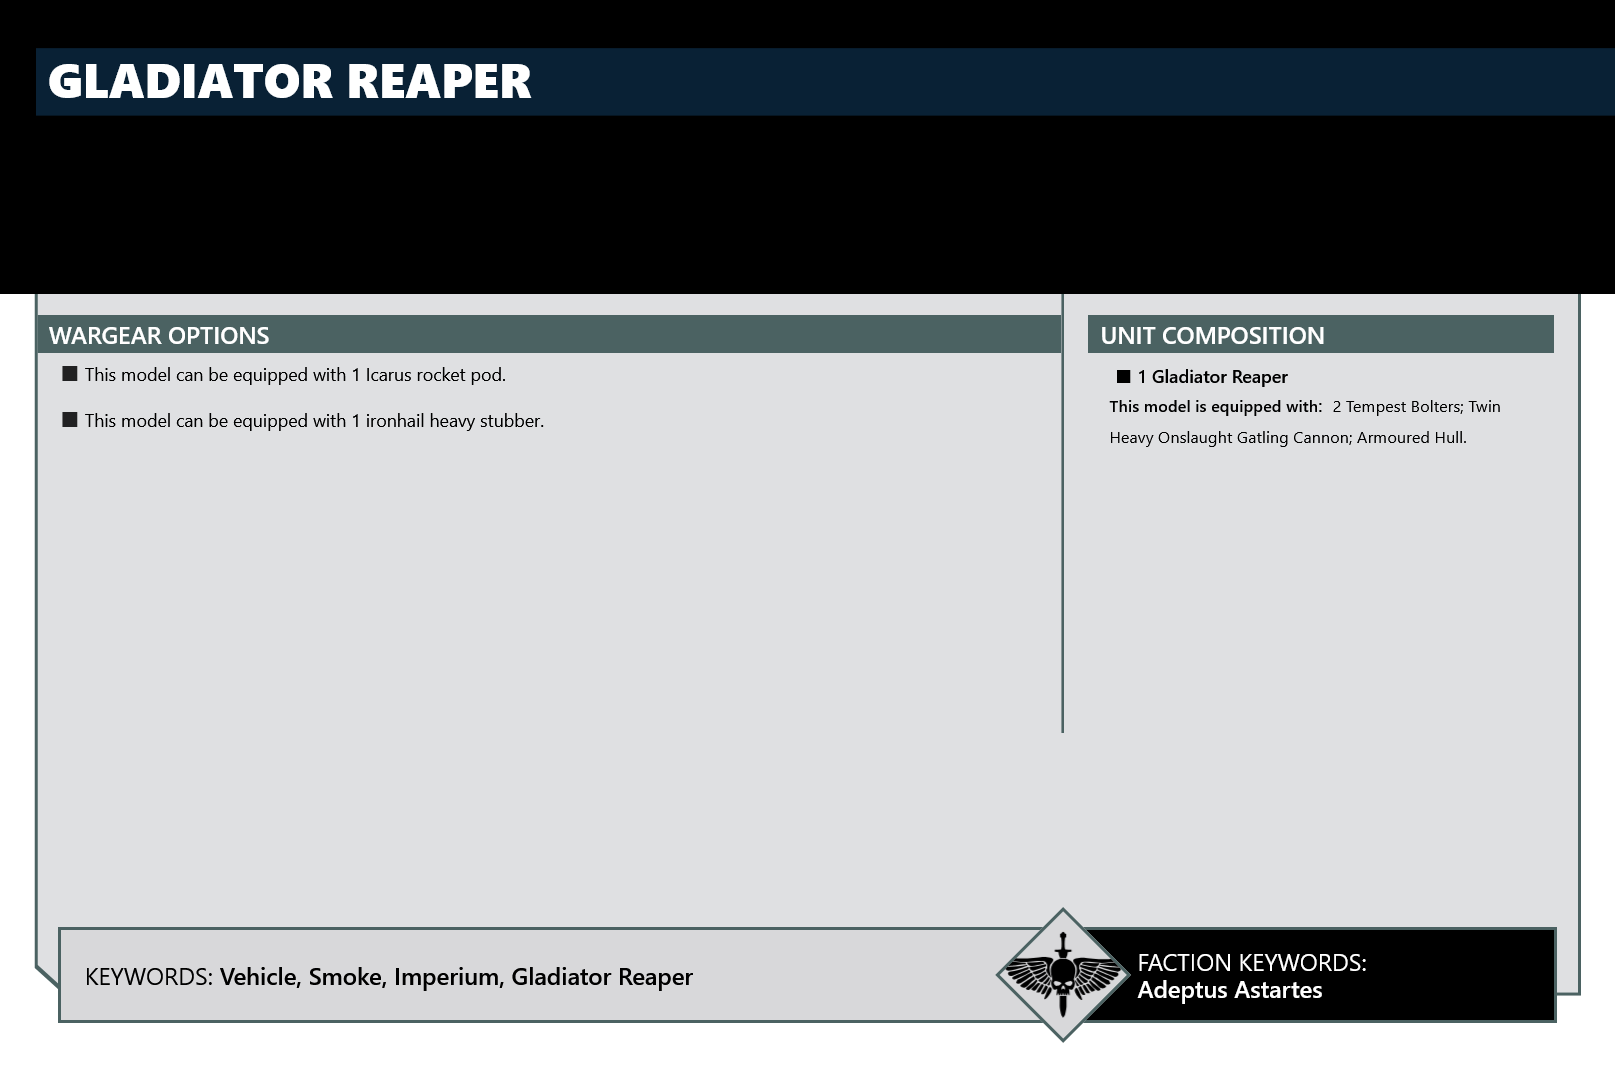 GLADIATOR REAPER
WARGEAR OPTIONS
■ This model can be equipped with 1 Icarus rocket pod.
■ This model can be equipped with 1 ironhail heavy stubber.
UNIT COMPOSITION
■ 1 Gladiator Reaper
This model is equipped with: 2 Tempest Bolters; Twin
Heavy Onslaught Gatling Cannon; Armoured Hull.
KEYWORDS: Vehicle, Smoke, Imperium, Gladiator Reaper
FACTION KEYWORDS:
Adeptus Astartes